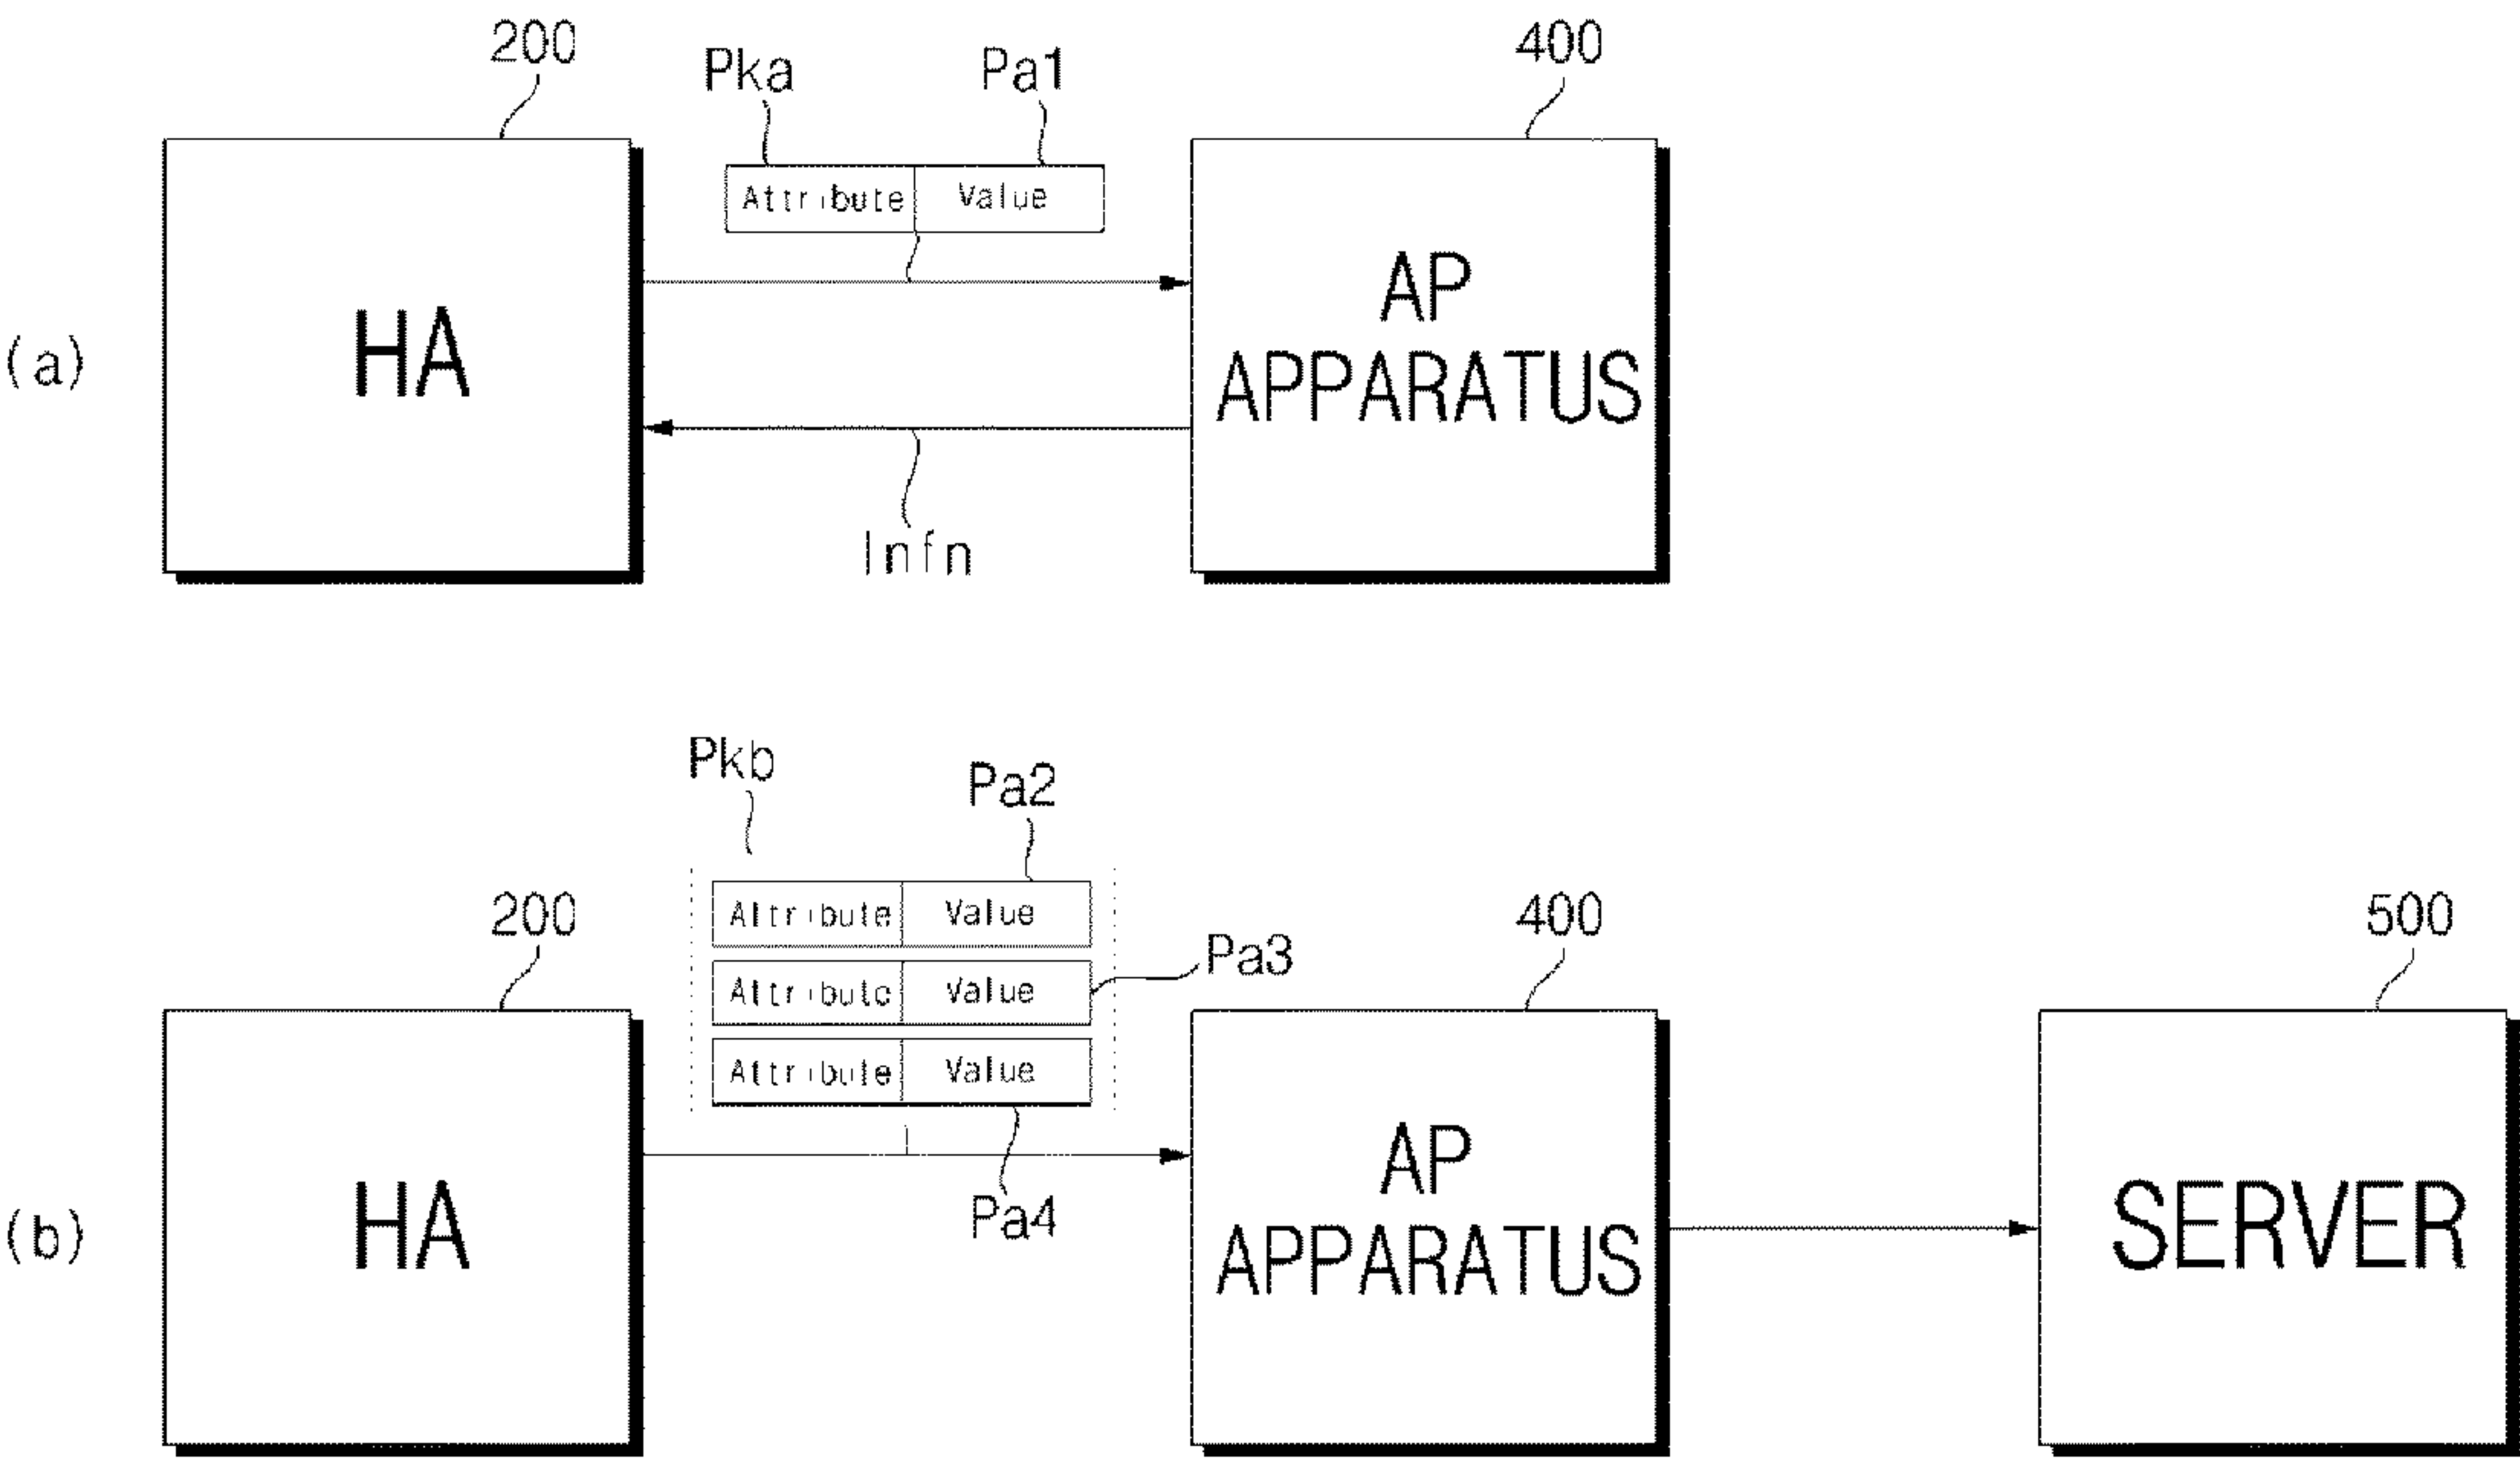 200
400
Pka
Pa1
Attribute Value
HA
AP
APPARATUS
(a)
Infn
Pkb
Pa2
200
400
500
Attribute Value
Pa3
Attribute Value
Attribute Value
HA
AP
APPARATUS
SERVER
Pa4
(b)